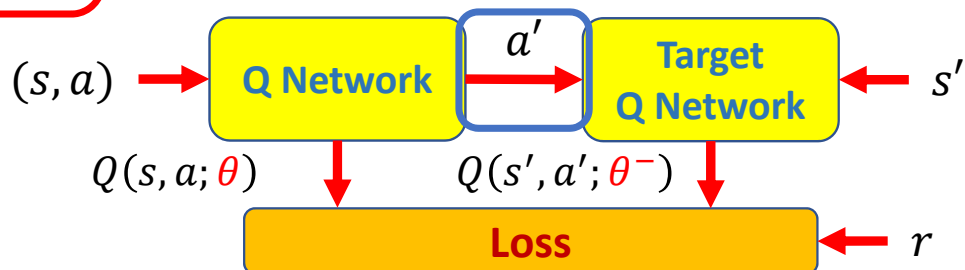 a′
(s, a)
Q Network
Target
Q Network
s′
Q(s, a; θ)
Q(s′, a′; θ⁻)
Loss
r